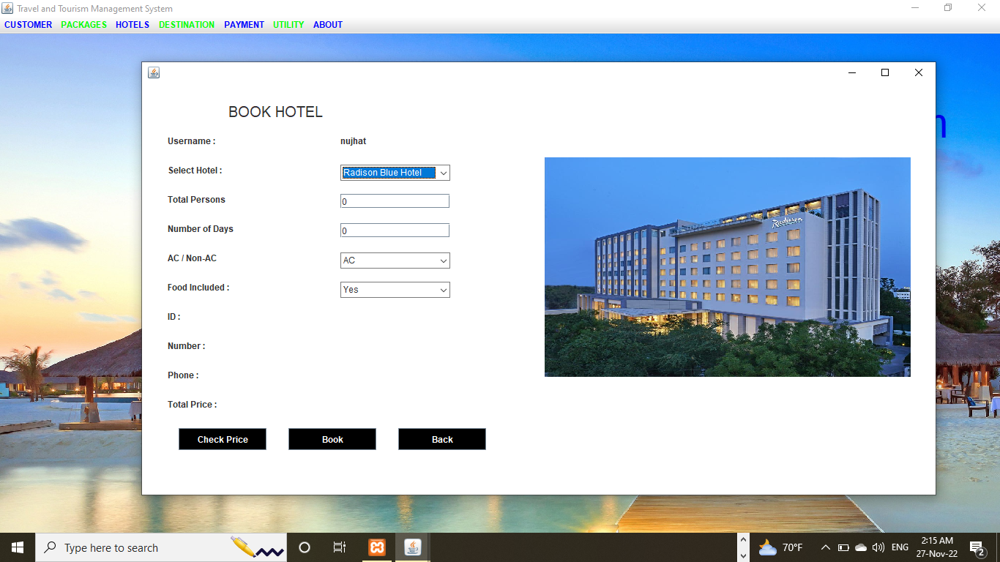 Travel and Tourism Management System
CUSTOMER PACKAGES HOTELS DESTINATION PAYMENT UTILITY ABOUT
BOOK HOTEL
Username : nujhat
Select Hotel : Radison Blue Hotel
Total Persons 0
Number of Days 0
AC / Non-AC AC
Food Included : Yes
ID :
Number :
Phone :
Total Price :
Check Price Book Back
Radisson
Type here to search
70°F
ENG
2:15 AM
27-Nov-22
2